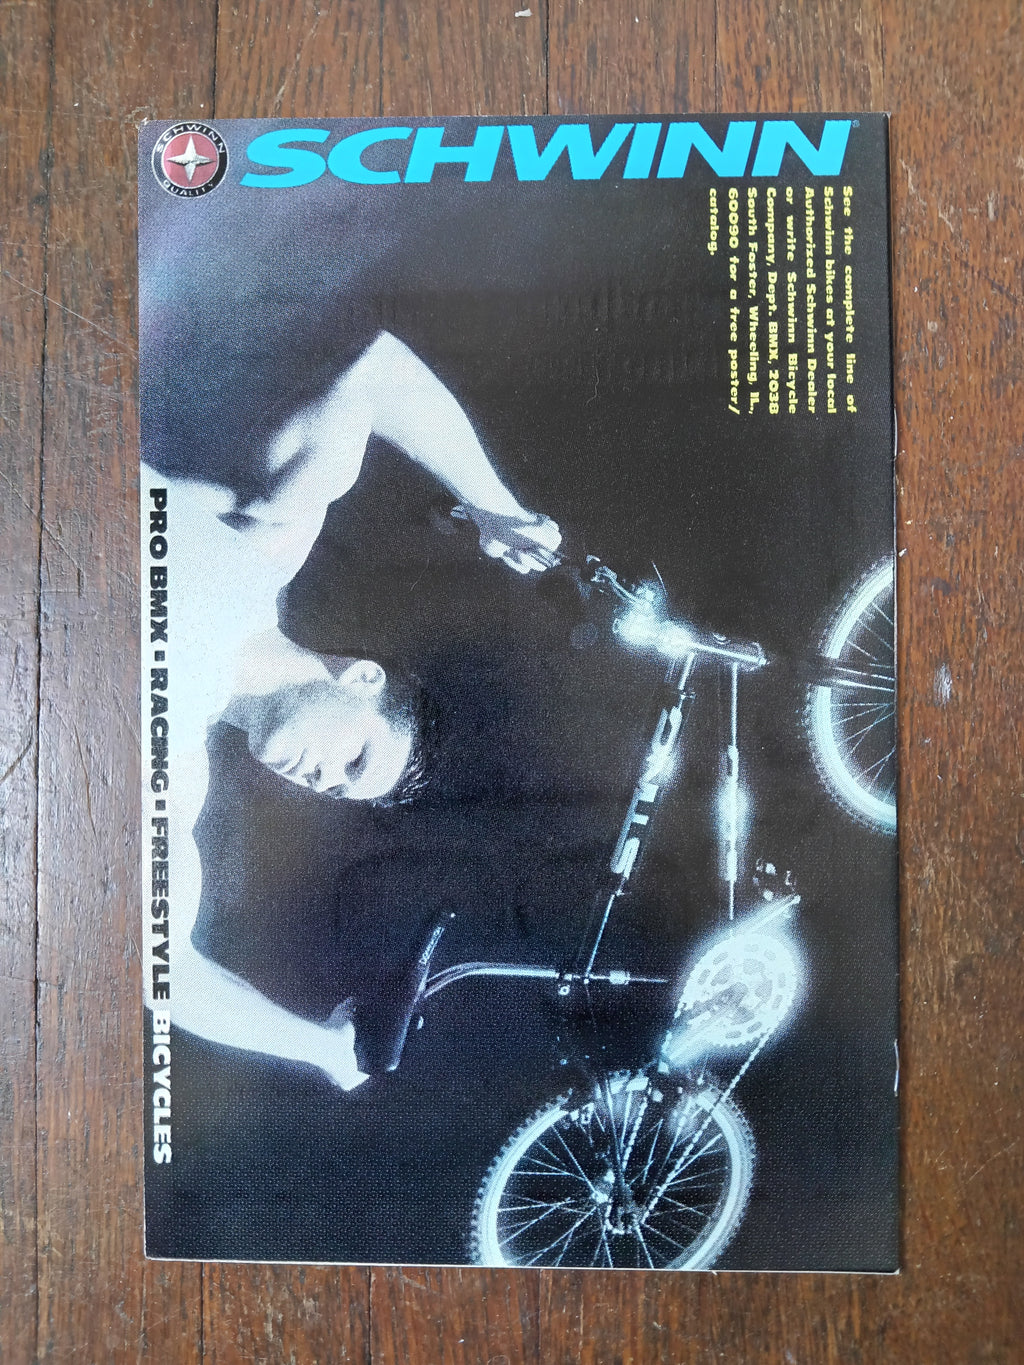 SCHWINN
QUALITY
SCHWINN®
See the complete line of
Schwinn bikes at your local
Authorized Schwinn Dealer
or write Schwinn Bicycle
Company, Dept. BMX, 2038
South Foster, Wheeling, IL,
60090 for a free poster/
catalog.
STING
PRO BMX • RACING • FREESTYLE BICYCLES